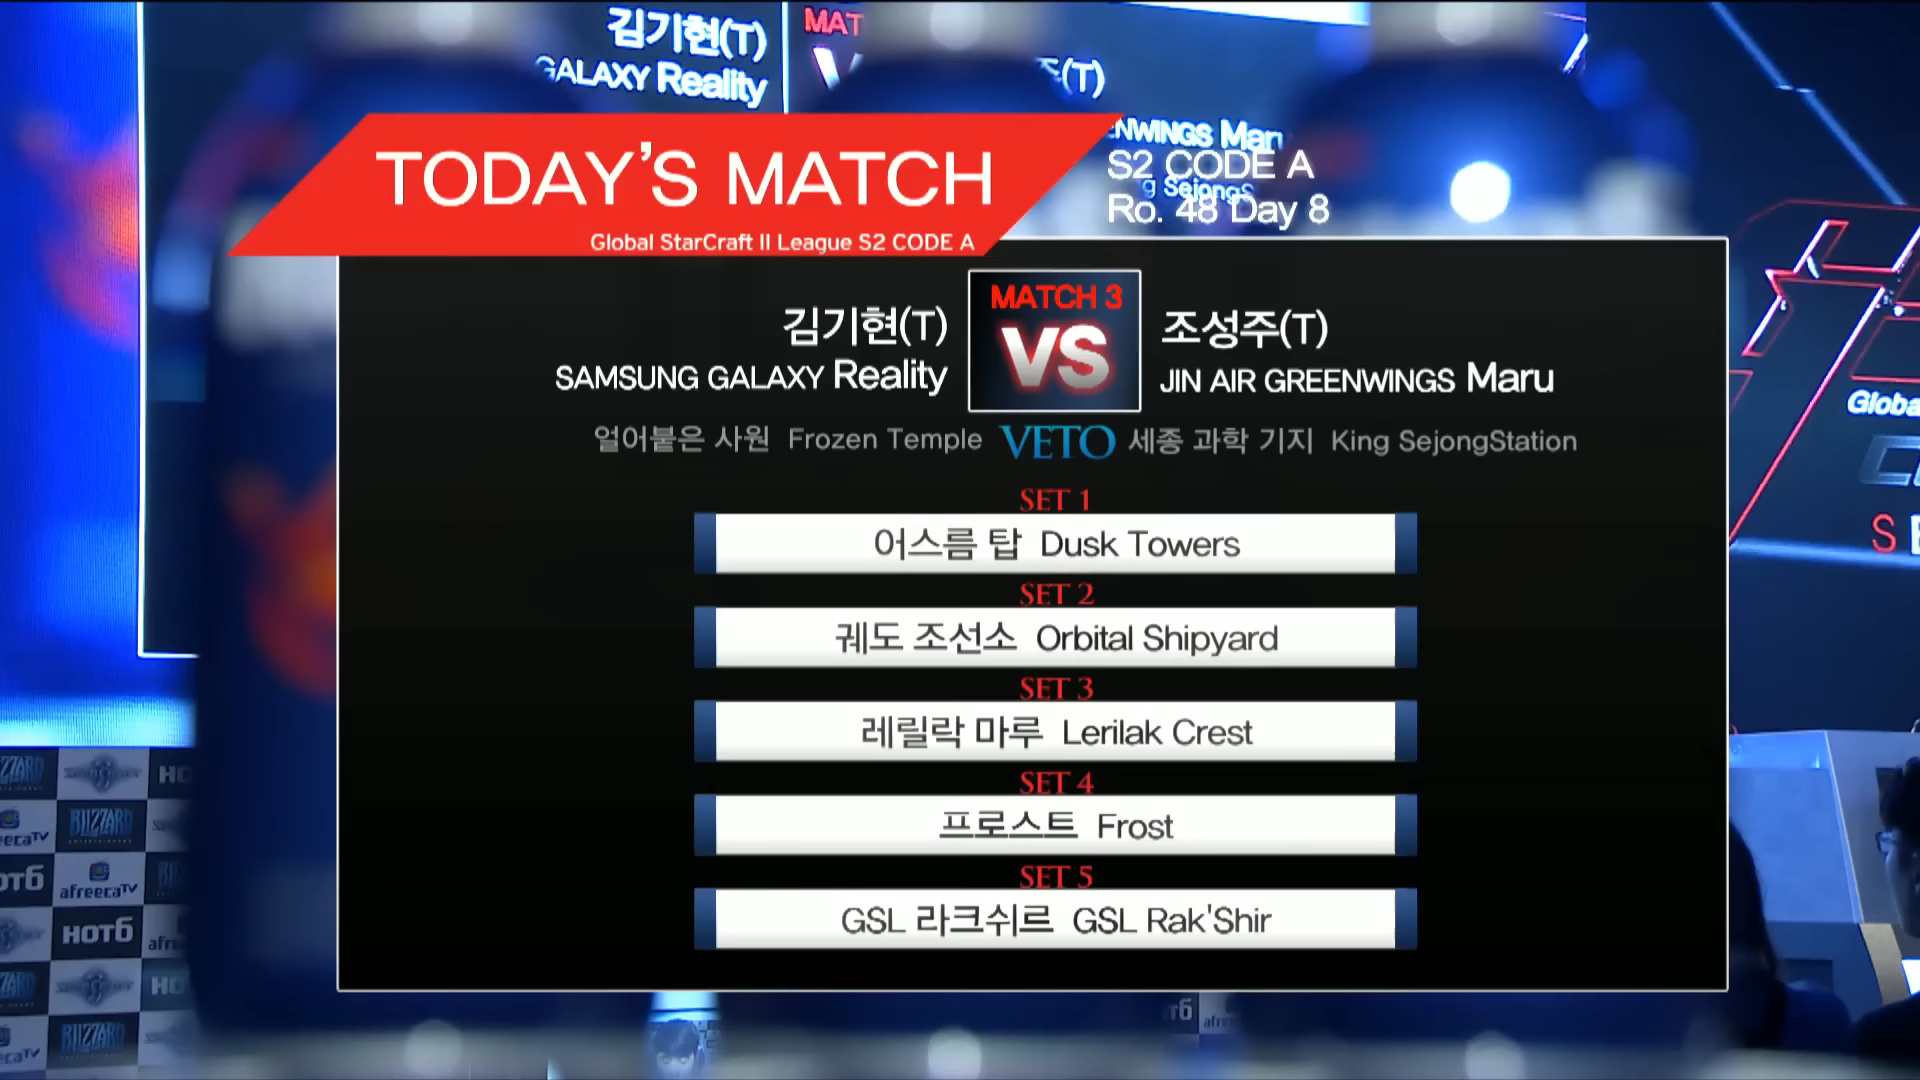 김기현(T)
GALAXY Reality
MAT
(T)
Maru
TODAY'S MATCH
Global StarCraft II League S2 CODE A
S2 CODE A
Ro. 48 Day 8
MATCH 3
VS
김기현(T)
SAMSUNG GALAXY Reality
조성주(T)
JIN AIR GREENWINGS Maru
얼어붙은 사원 Frozen Temple VETO 세종 과학 기지 King SejongStation
SET 1
어스름 탑 Dusk Towers
SET 2
궤도 조선소 Orbital Shipyard
SET 3
레릴락 마루 Lerilak Crest
SET 4
프로스트 Frost
SET 5
GSL 라크쉬르 GSL Rak'Shir
BLIZZARD
afreecaTV
HOT6
BLIZZARD